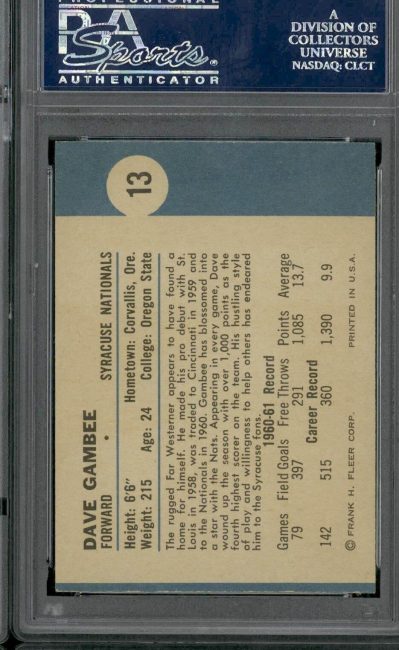 PROFESSIONAL
PSA
Sports
AUTHENTICATOR
A
DIVISION OF
COLLECTORS
UNIVERSE
NASDAQ: CLCT
13
DAVE GAMBEE
FORWARD • SYRACUSE NATIONALS
Height: 6'6" Hometown: Corvallis, Ore.
Weight: 215 Age: 24 College: Oregon State
The rugged Far Westerner appears to have found a
home for himself. He made his pro debut with St.
Louis in 1958, was traded to Cincinnati in 1959 and
to the Nationals in 1960. Gambee has blossomed into
a star with the Nats. Appearing in every game, Dave
wound up the season with over 1,000 points as the
fourth highest scorer on the team. His hustling style
of play and willingness to help others has endeared
him to the Syracuse fans.
1960-61 Record
Games Field Goals Free Throws Points Average
79 397 291 1,085 13.7
Career Record
142 515 360 1,390 9.9
© FRANK H. FLEER CORP. PRINTED IN U.S.A.